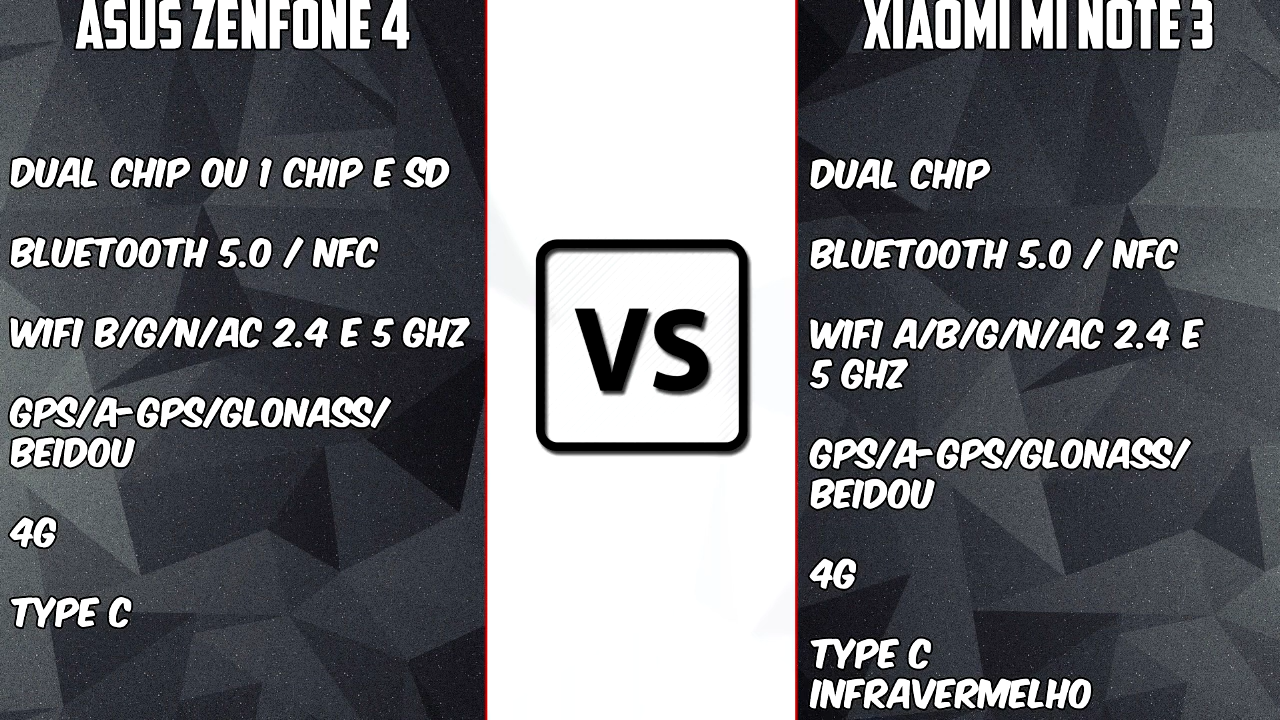 ASUS ZENFONE 4
DUAL CHIP OU 1 CHIP E SD
BLUETOOTH 5.0 / NFC
WIFI B/G/N/AC 2.4 E 5 GHZ
GPS/A-GPS/GLONASS/
BEIDOU
4G
TYPE C
VS
XIAOMI MI NOTE 3
DUAL CHIP
BLUETOOTH 5.0 / NFC
WIFI A/B/G/N/AC 2.4 E
5 GHZ
GPS/A-GPS/GLONASS/
BEIDOU
4G
TYPE C
INFRAVERMELHO